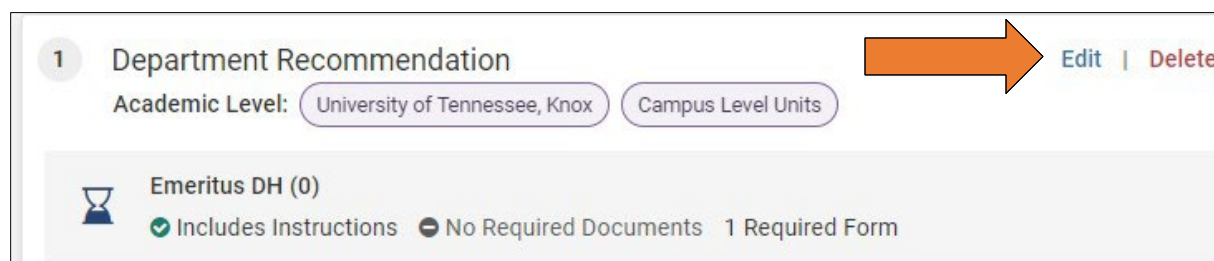 1 Department Recommendation Edit | Delete
Academic Level: University of Tennessee, Knox Campus Level Units
Emeritus DH (0)
Includes Instructions No Required Documents 1 Required Form